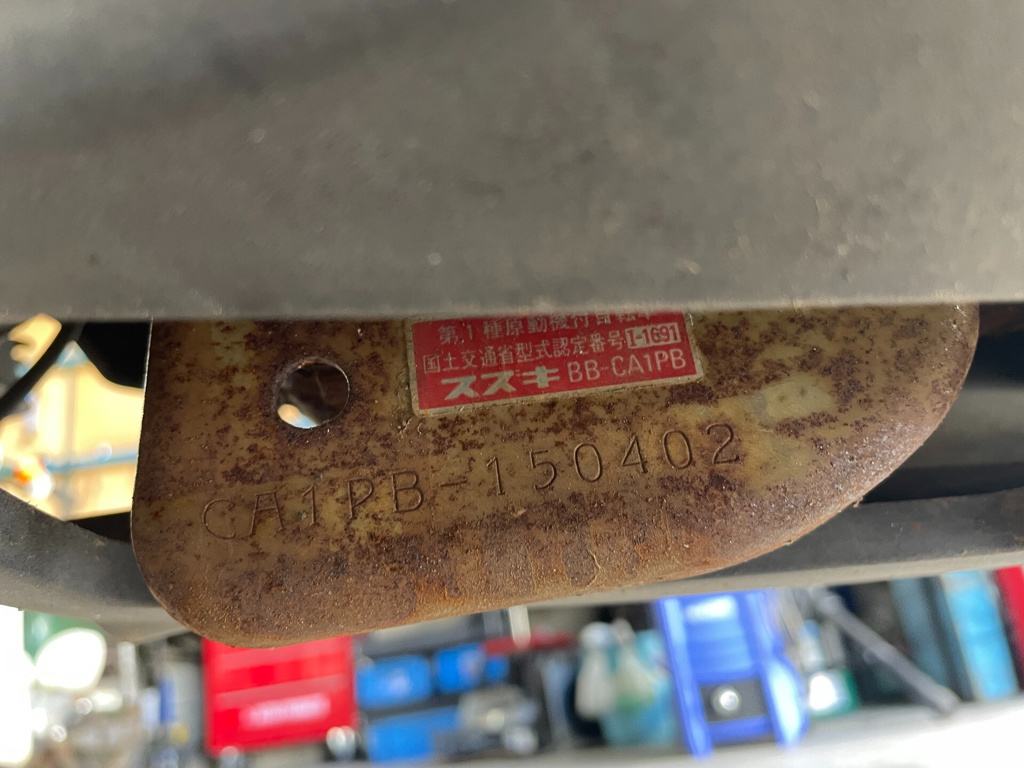 第1種原動機付自転車
国土交通省型式認定番号 I-1691
スズキ BB-CA1PB
CA1PB-150402